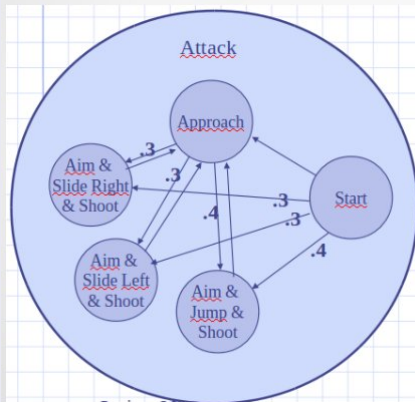 Attack
Approach
.3
Aim &
Slide Right
& Shoot
.3
.3
Start
.4
.3
Aim &
Slide Left
& Shoot
.4
Aim &
Jump &
Shoot